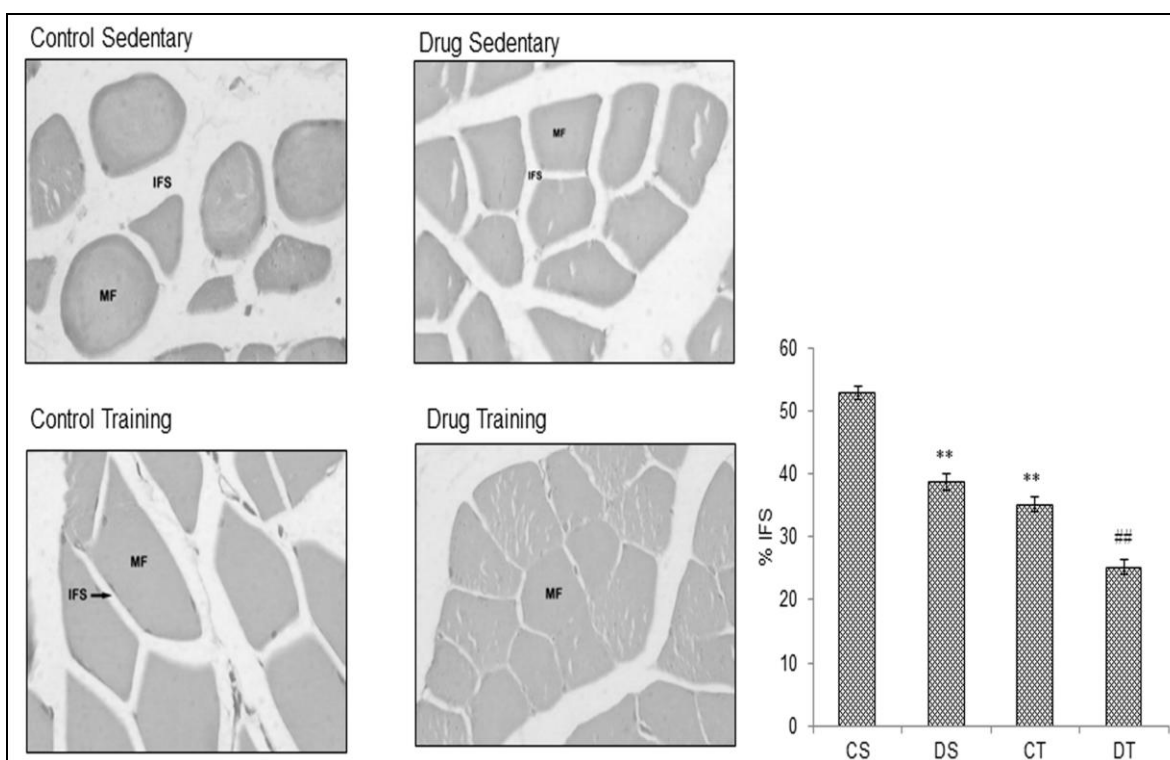 Control Sedentary
Drug Sedentary
MF
IFS
MF
IFS
Control Training
Drug Training
MF
IFS
MF
60
50
40
30
20
10
0
% IFS
**
**
##
CS DS CT DT